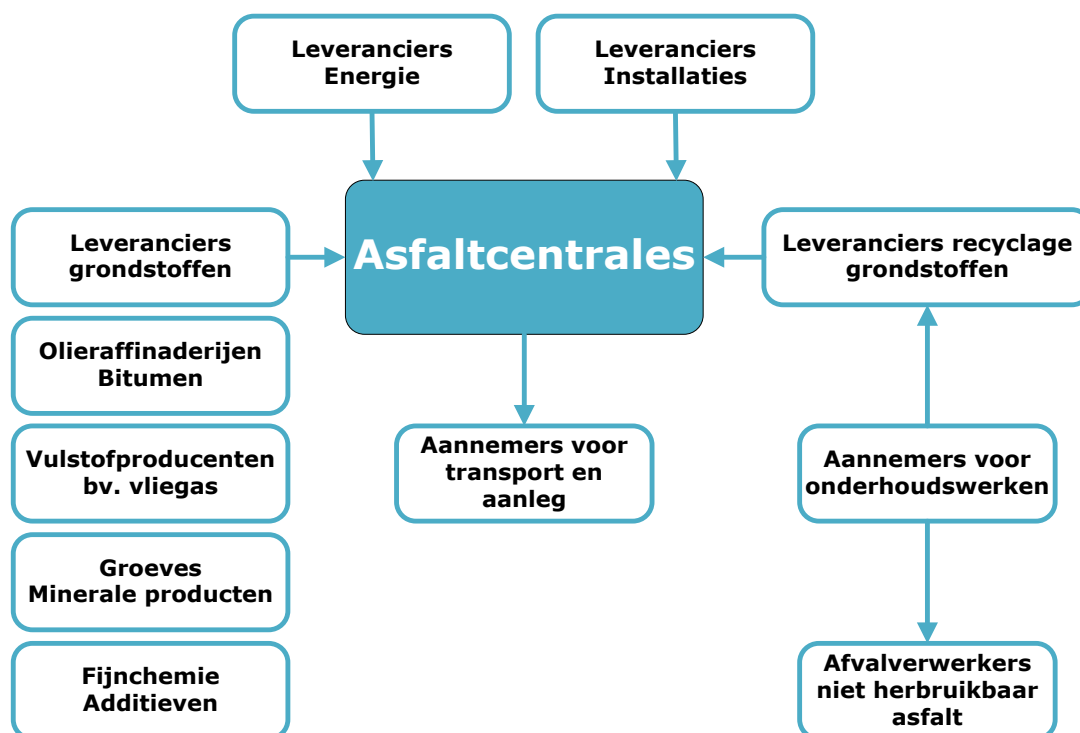 Leveranciers
Energie
Leveranciers
Installaties
Leveranciers
grondstoffen
Asfaltcentrales
Leveranciers recyclage
grondstoffen
Olieraffinaderijen
Bitumen
Vulstofproducenten
bv. vliegas
Aannemers voor
transport en
aanleg
Aannemers voor
onderhoudswerken
Groeves
Minerale producten
Fijnchemie
Additieven
Afvalverwerkers
niet herbruikbaar
asfalt